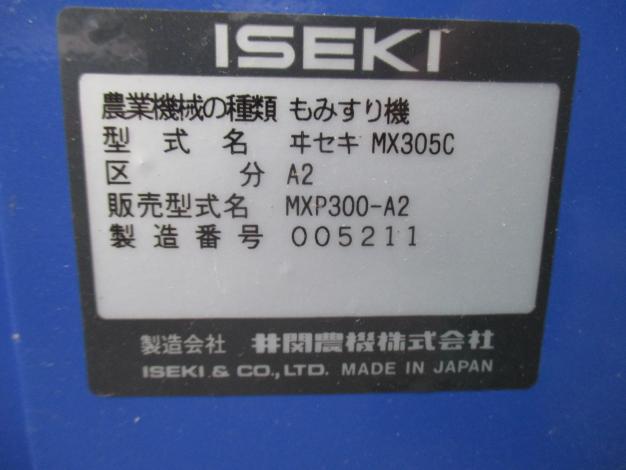 ISEKI
農業機械の種類 もみすり機
型式名 ヰセキ MX305C
区分 A2
販売型式名 MXP300-A2
製造番号 005211
製造会社 井関農機株式会社
ISEKI & CO.,LTD. MADE IN JAPAN